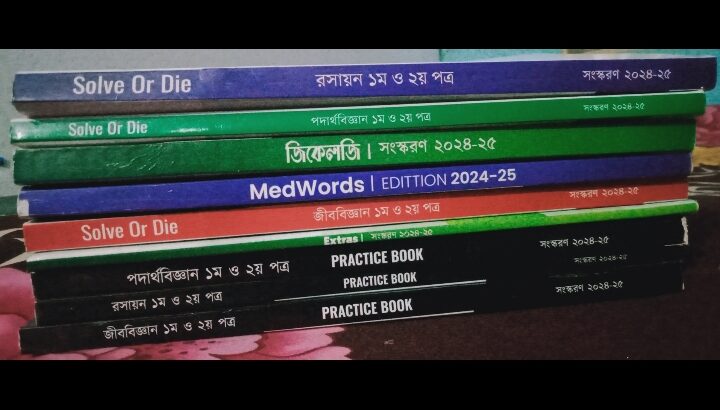 Solve Or Die রসায়ন ১ম ও ২য় পত্র সংস্করণ ২০২৪-২৫
Solve Or Die পদার্থবিজ্ঞান ১ম ও ২য় পত্র সংস্করণ ২০২৪-২৫
জিকেলজি | সংস্করণ ২০২৪-২৫
MedWords | EDITTION 2024-25
Solve Or Die জীববিজ্ঞান ১ম ও ২য় পত্র সংস্করণ ২০২৪-২৫
Extras | সংস্করণ ২০২৪-২৫
পদার্থবিজ্ঞান ১ম ও ২য় পত্র PRACTICE BOOK সংস্করণ ২০২৪-২৫
রসায়ন ১ম ও ২য় পত্র PRACTICE BOOK সংস্করণ ২০২৪-২৫
জীববিজ্ঞান ১ম ও ২য় পত্র PRACTICE BOOK সংস্করণ ২০২৪-২৫